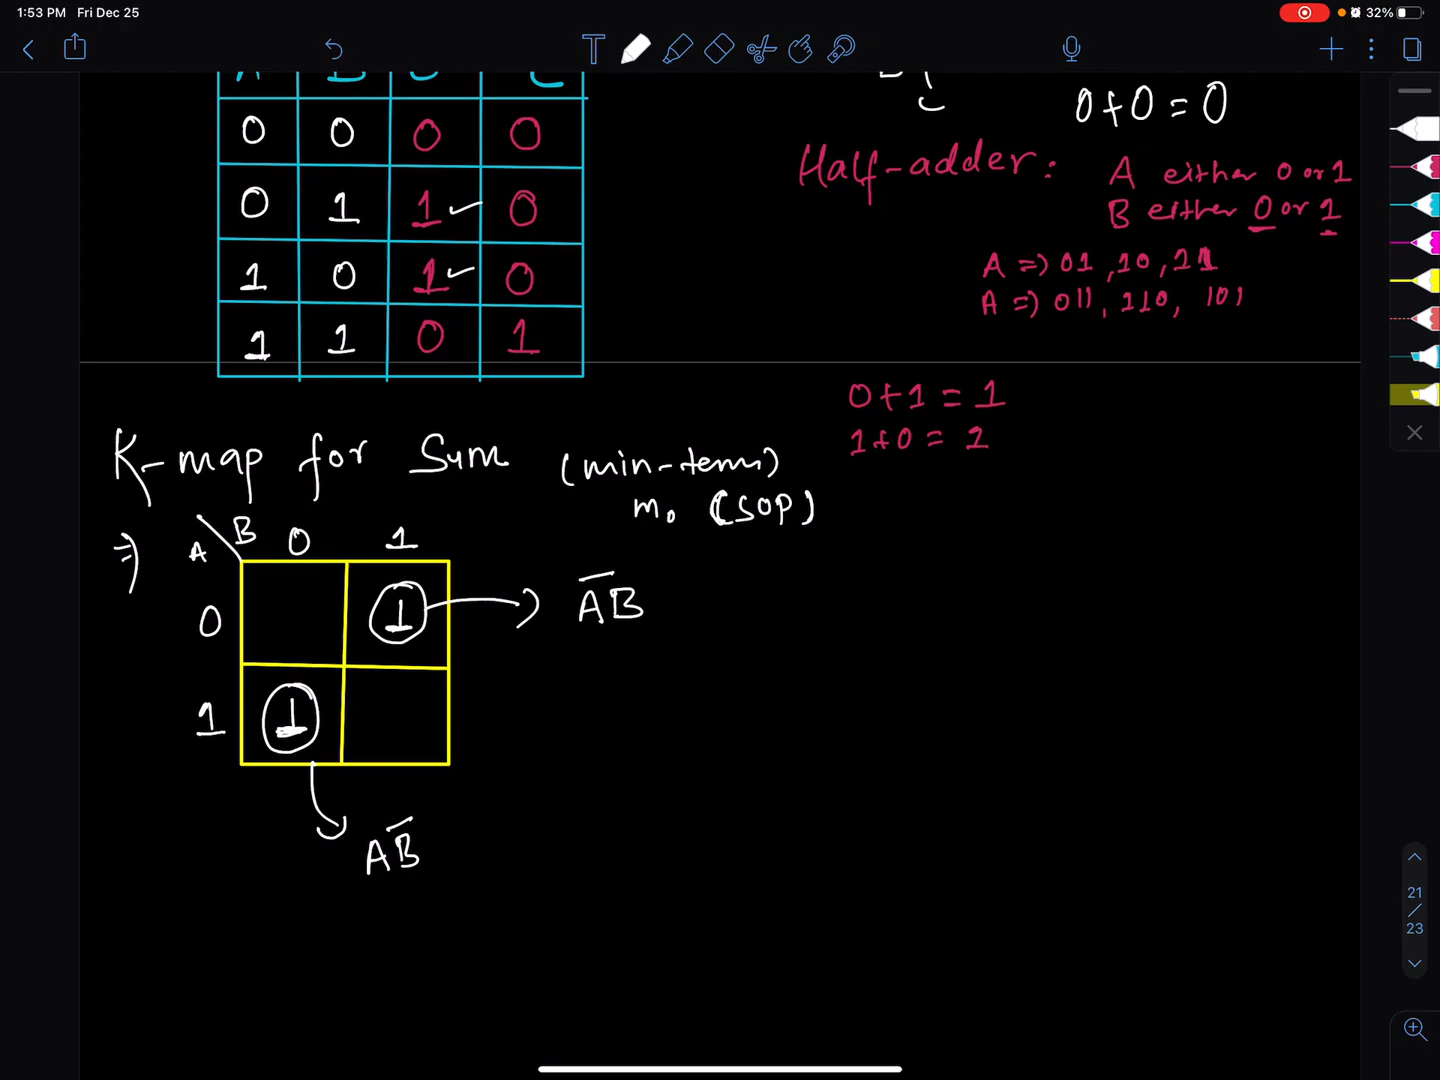 1:53 PM Fri Dec 25
32%
0 0 0 0
0 1 1 0
1 0 1 0
1 1 0 1
0+0=0
Half-adder:
A either 0 or 1
B either 0 or 1
A => 01, 10, 11
A => 011, 110, 101
0+1 = 1
1+0 = 1
K-map for Sum (min-term)
m₀ (SOP)
=> A B 0 1
0 1 → A̅B
1 1
AB̅
21
/
23